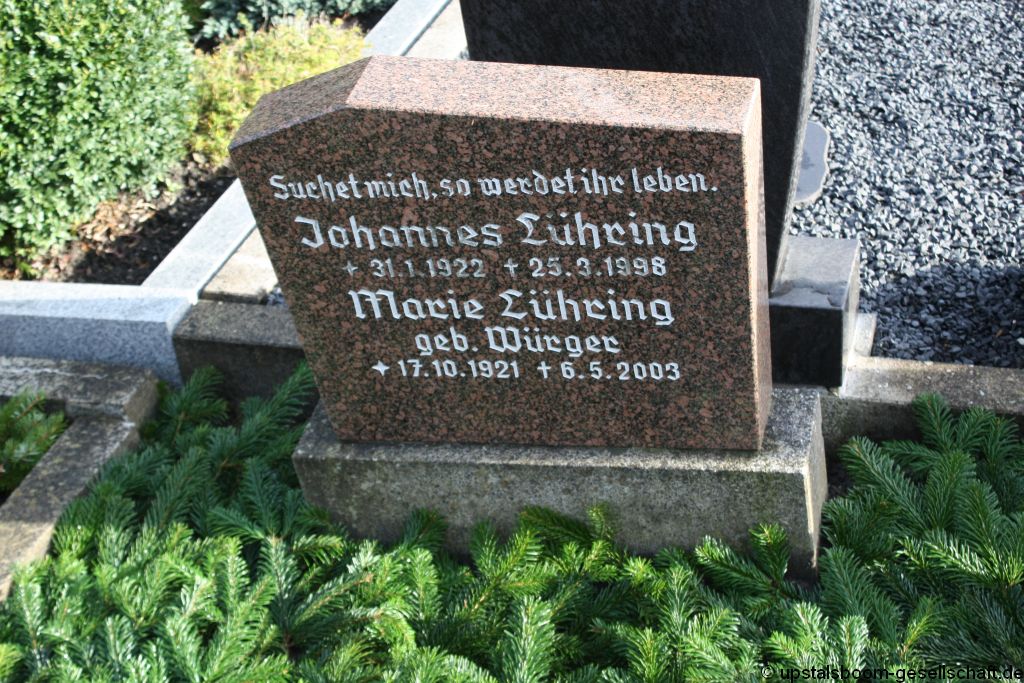 Suchet mich, so werdet ihr leben.
Johannes Lühring
* 31.1.1922 † 25.3.1998
Marie Lühring
geb. Würger
* 17.10.1921 † 6.5.2003
© upstalsboom-gesellschaft.de